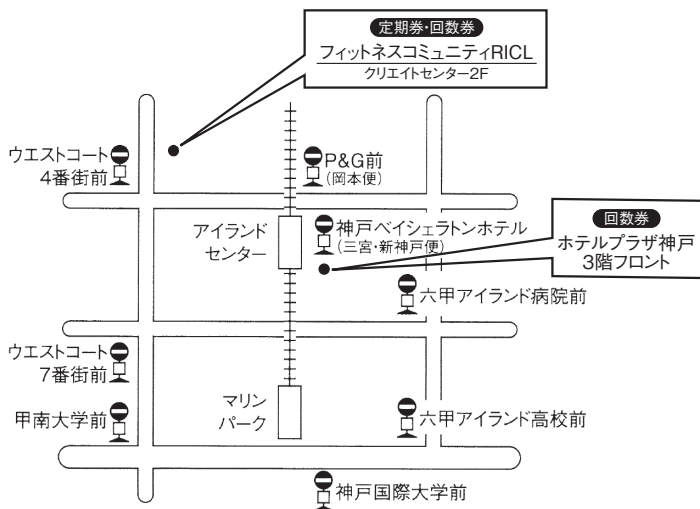 定期券・回数券
フィットネスコミュニティRICL
クリエイトセンター2F
ウエストコート
4番街前
P&G前
(岡本便)
アイランド
センター
神戸ベイシェラトンホテル
(三宮・新神戸便)
回数券
ホテルプラザ神戸
3階フロント
六甲アイランド病院前
ウエストコート
7番街前
甲南大学前
マリン
パーク
六甲アイランド高校前
神戸国際大学前